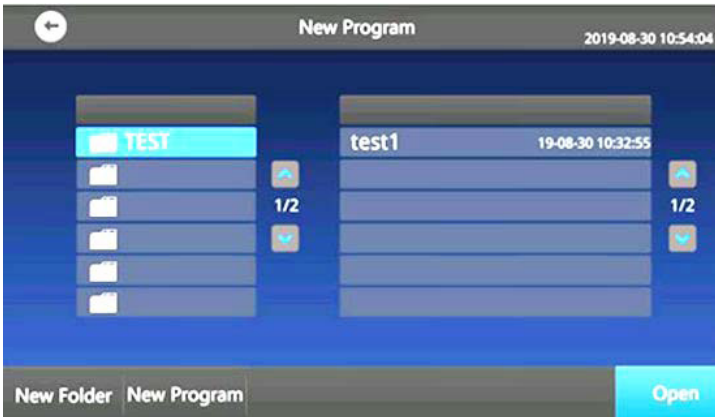 New Program
2019-08-30 10:54:04
TEST
test1 19-08-30 10:32:55
1/2 1/2
New Folder New Program Open